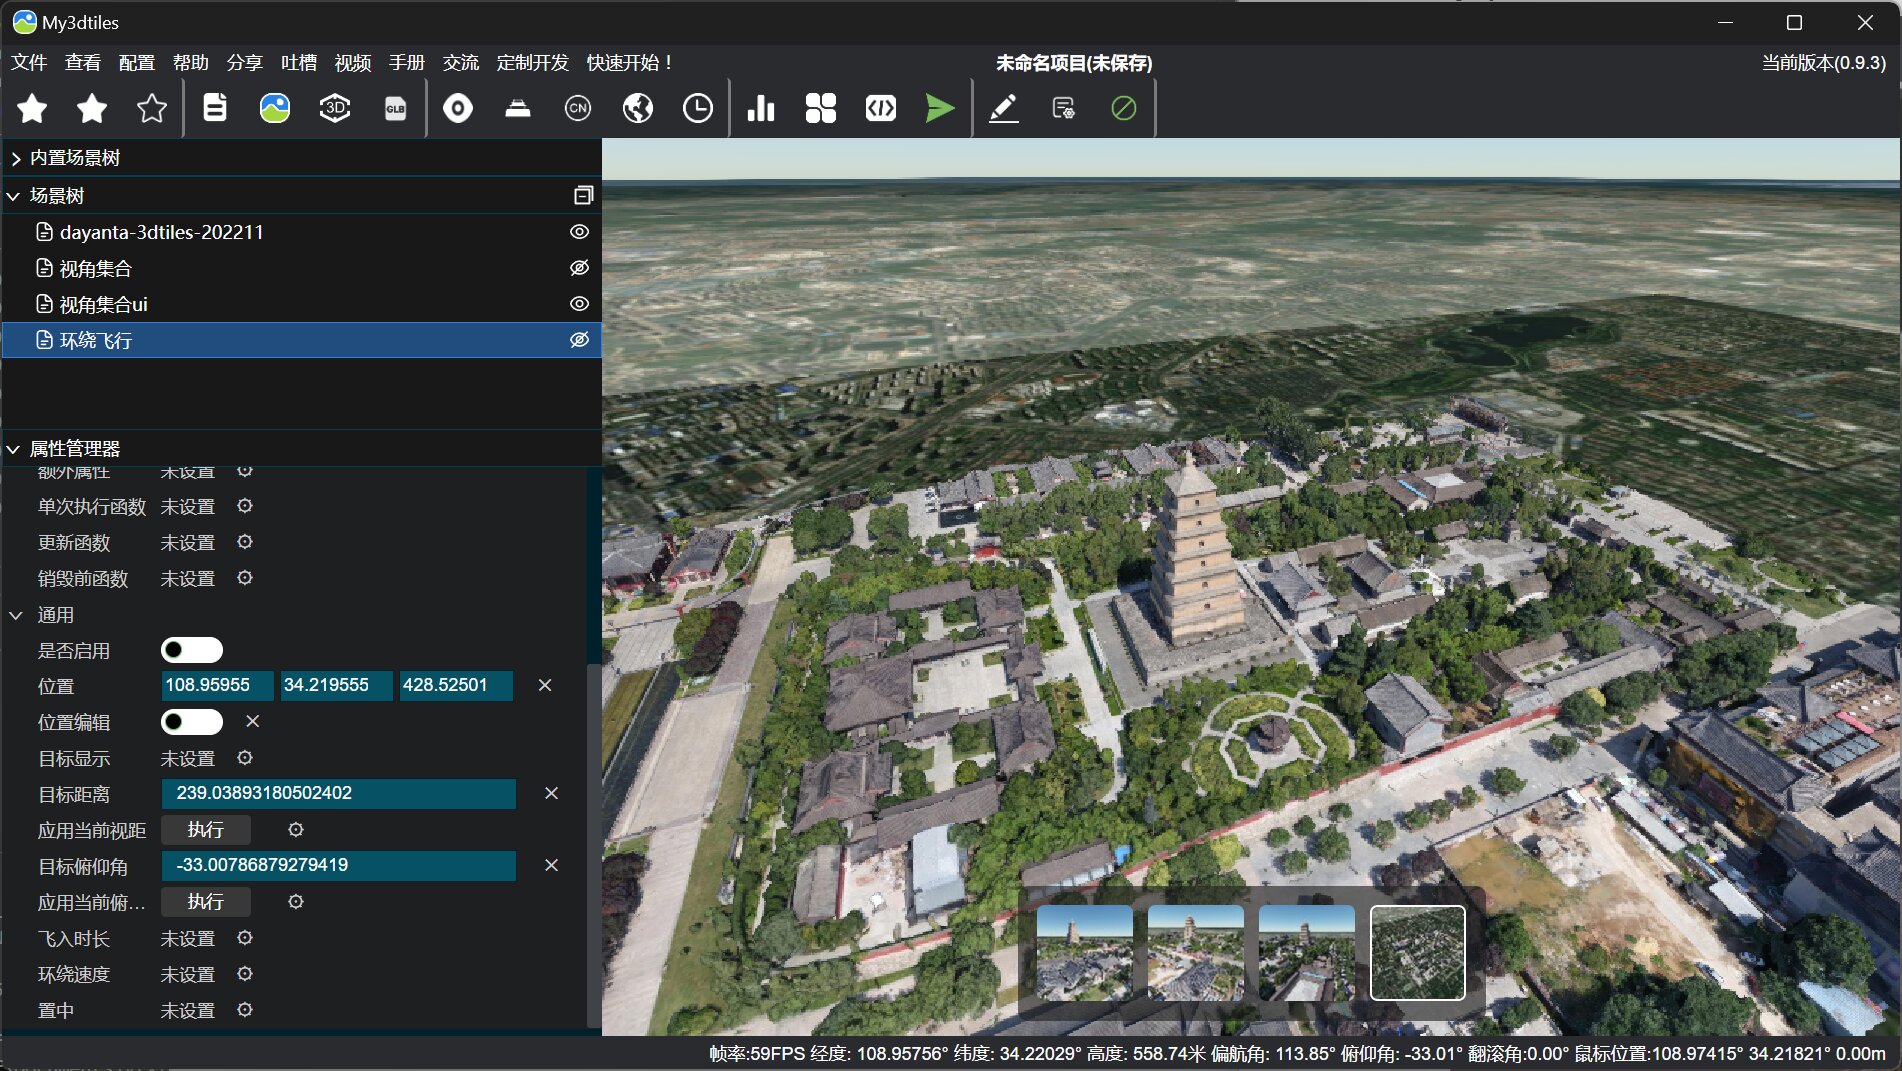 My3dtiles
文件 查看 配置 帮助 分享 吐槽 视频 手册 交流 定制开发 快速开始！ 未命名项目(未保存) 当前版本(0.9.3)
3D GLB CN
内置场景树
场景树
dayanta-3dtiles-202211
视角集合
视角集合ui
环绕飞行
属性管理器
额外属性 未设置
单次执行函数 未设置
更新函数 未设置
销毁前函数 未设置
通用
是否启用
位置 108.95955 34.219555 428.52501
位置编辑
目标显示 未设置
目标距离 239.03893180502402
应用当前视距 执行
目标俯仰角 -33.00786879279419
应用当前俯... 执行
飞入时长 未设置
环绕速度 未设置
置中 未设置
帧率:59FPS 经度: 108.95756° 纬度: 34.22029° 高度: 558.74米 偏航角: 113.85° 俯仰角: -33.01° 翻滚角:0.00° 鼠标位置:108.97415° 34.21821° 0.00m